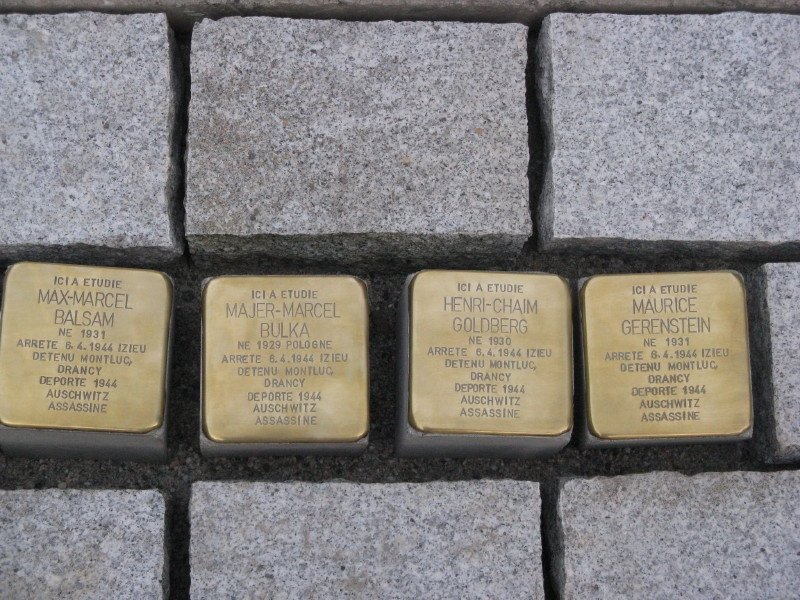 ICI A ETUDIE
MAX-MARCEL
BALSAM
NE 1931
ARRETE 6.4.1944 IZIEU
DETENU MONTLUC,
DRANCY
DEPORTE 1944
AUSCHWITZ
ASSASSINE
ICI A ETUDIE
MAJER-MARCEL
BULKA
NE 1929 POLOGNE
ARRETE 6.4.1944 IZIEU
DETENU MONTLUC,
DRANCY
DEPORTE 1944
AUSCHWITZ
ASSASSINE
ICI A ETUDIE
HENRI-CHAIM
GOLDBERG
NE 1930
ARRETE 6.4.1944 IZIEU
DETENU MONTLUC,
DRANCY
DEPORTE 1944
AUSCHWITZ
ASSASSINE
ICI A ETUDIE
MAURICE
GERENSTEIN
NE 1931
ARRETE 6.4.1944 IZIEU
DETENU MONTLUC,
DRANCY
DEPORTE 1944
AUSCHWITZ
ASSASSINE